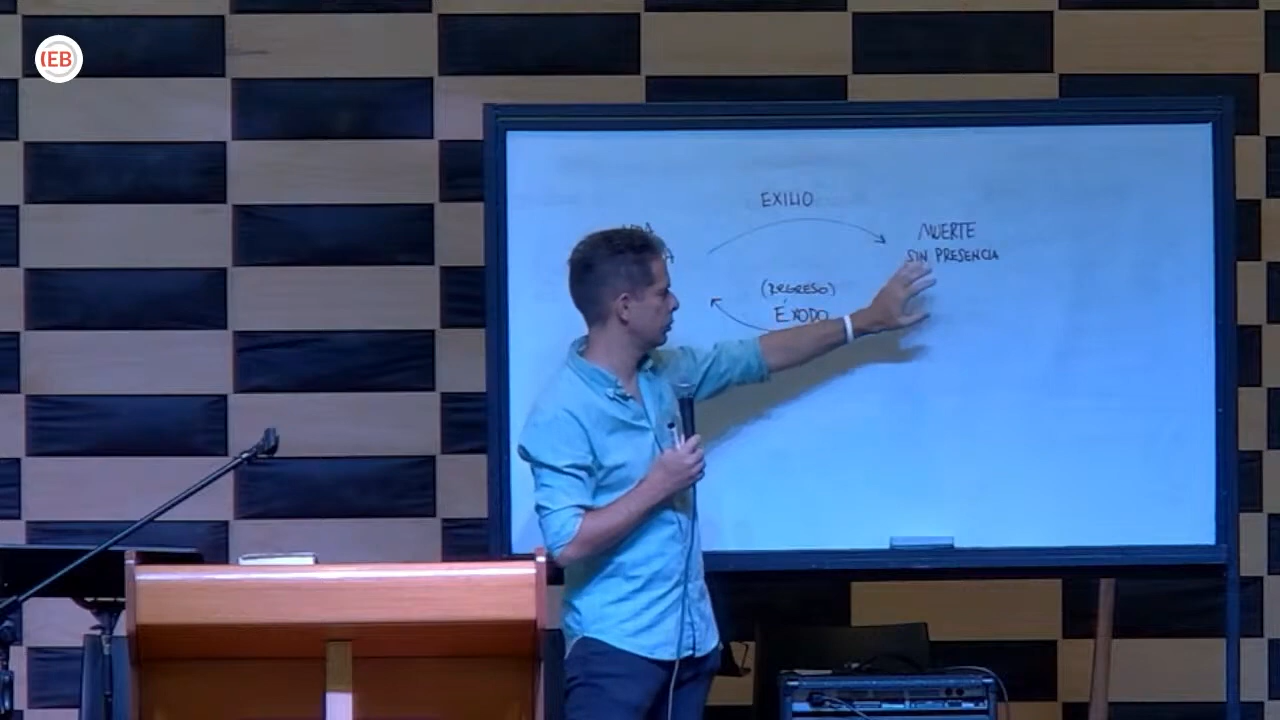 IEB
EXILIO
MUERTE
SIN PRESENCIA
(REGRESO)
ÉXODO